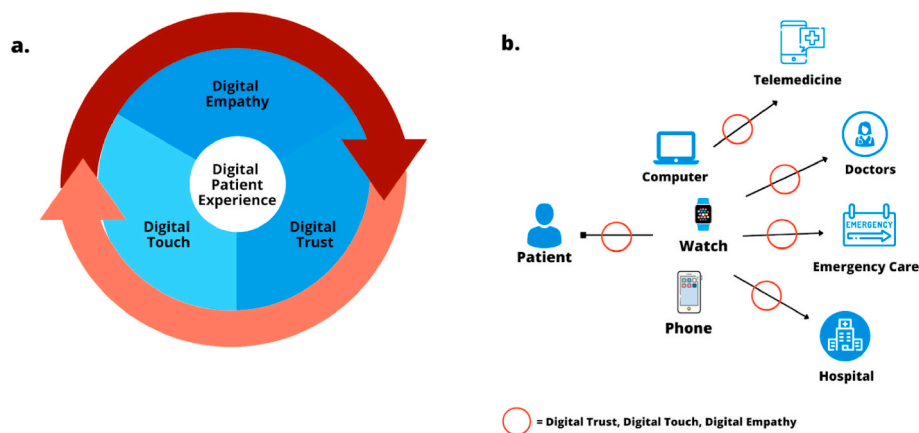 a.
Digital
Empathy
Digital
Patient
Experience
Digital
Touch
Digital
Trust
b.
Telemedicine
Computer
Doctors
Patient
Watch
EMERGENCY
Emergency Care
Phone
Hospital
= Digital Trust, Digital Touch, Digital Empathy